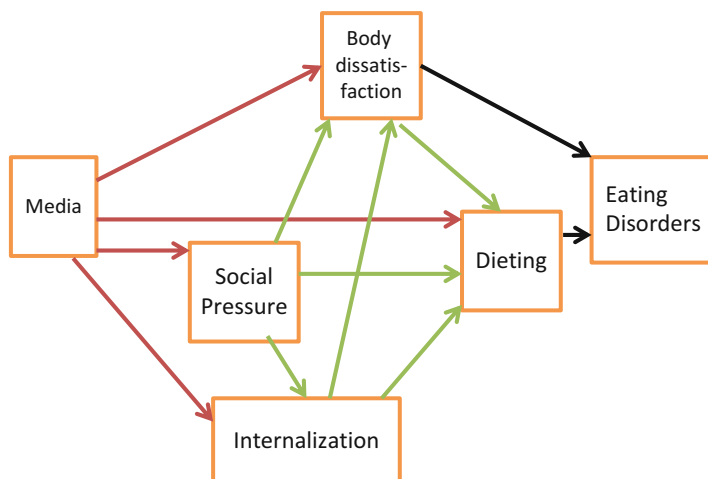 Body
dissatis-
faction
Media
Eating
Disorders
Social
Pressure
Dieting
Internalization